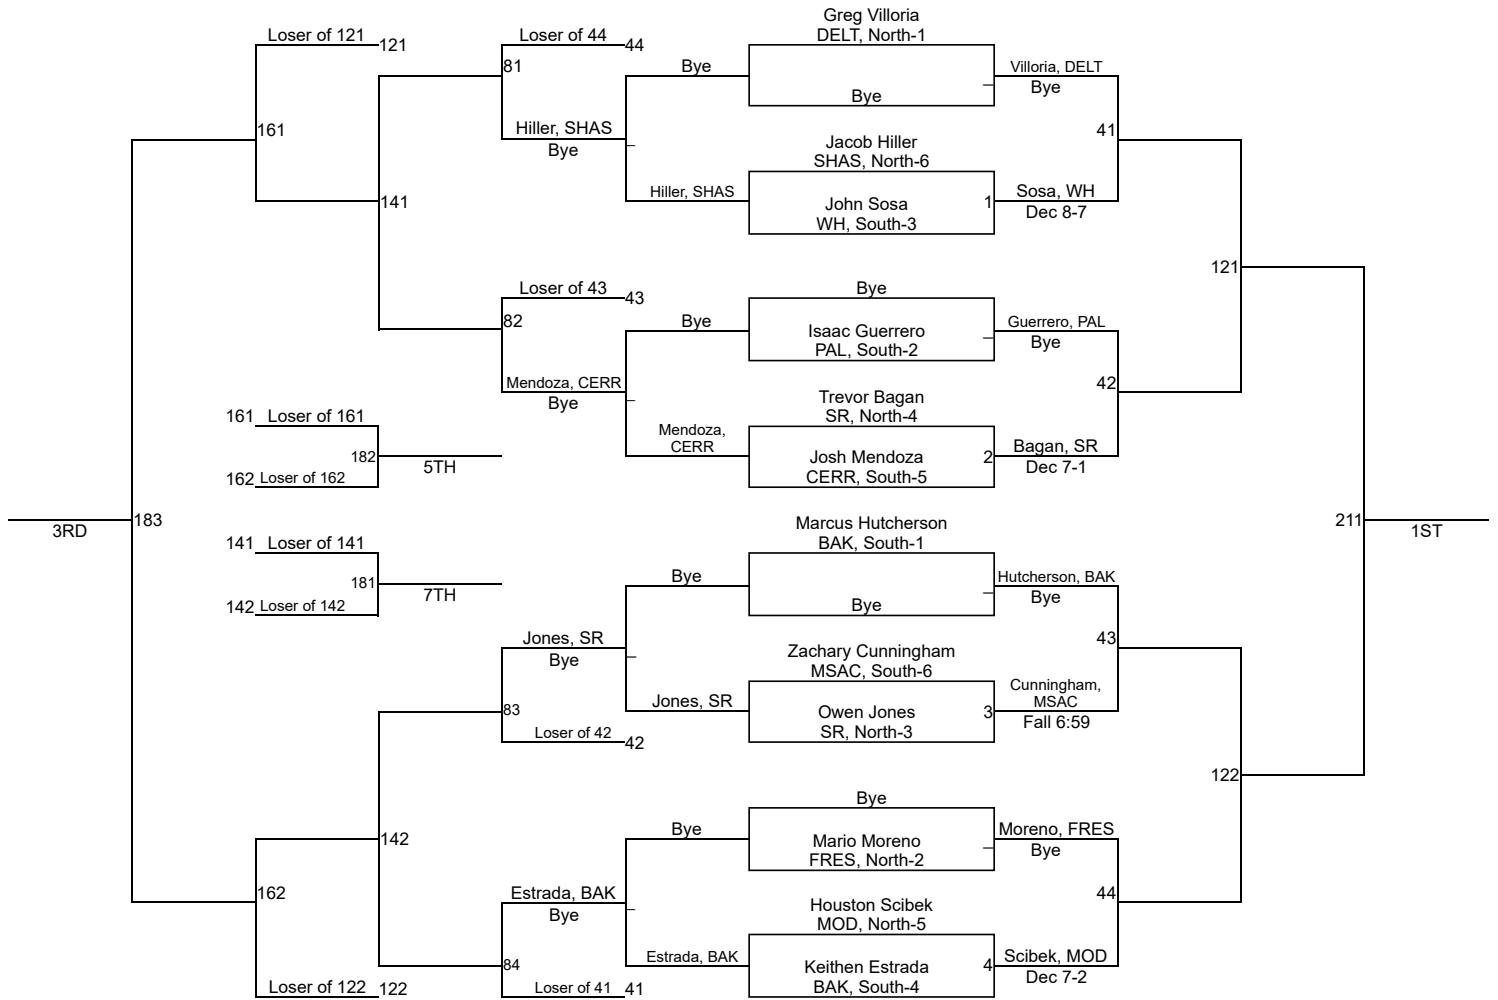 Greg Villoria
Loser of 121
121
Loser of 44
44
DELT, North-1
81
Bye
Villoria, DELT
Bye
Bye
161
Hiller, SHAS
Bye
Jacob Hiller
SHAS, North-6
41
141
Hiller, SHAS
John Sosa
WH, South-3
1
Sosa, WH
Dec 8-7
121
Loser of 43
43
Bye
82
Bye
Isaac Guerrero
PAL, South-2
Guerrero, PAL
Bye
Mendoza, CERR
Bye
42
Trevor Bagan
SR, North-4
161
Loser of 161
Mendoza,
CERR
182
5TH
Josh Mendoza
CERR, South-5
2
Bagan, SR
Dec 7-1
162
Loser of 162
3RD
183
Marcus Hutcherson
BAK, South-1
211
1ST
141
Loser of 141
181
7TH
Bye
Bye
Hutcherson, BAK
Bye
142
Loser of 142
Jones, SR
Bye
Zachary Cunningham
MSAC, South-6
43
83
Jones, SR
Owen Jones
SR, North-3
3
Cunningham,
MSAC
Fall 6:59
Loser of 42
42
122
Bye
142
Bye
Mario Moreno
FRES, North-2
Moreno, FRES
Bye
162
Estrada, BAK
Bye
Houston Scibek
MOD, North-5
44
84
Estrada, BAK
Keithen Estrada
BAK, South-4
4
Scibek, MOD
Dec 7-2
Loser of 122
122
Loser of 41
41